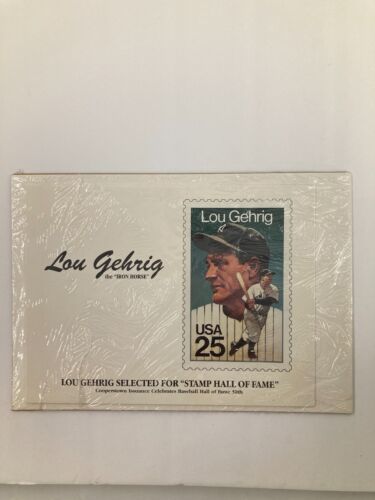 Lou Gehrig
Lou Gehrig
the "IRON HORSE"
USA
25
LOU GEHRIG SELECTED FOR "STAMP HALL OF FAME"
Cooperstown Issuance Celebrates Baseball Hall of Fame 50th